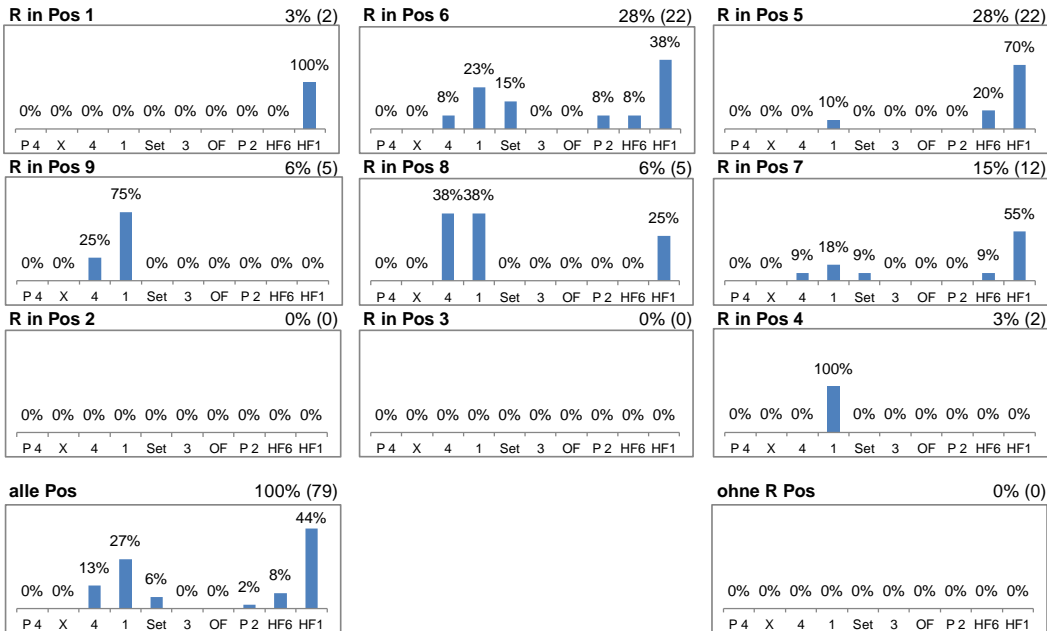 R in Pos 1 3% (2)
100%
0% 0% 0% 0% 0% 0% 0% 0% 0%
P 4 X 4 1 Set 3 OF P 2 HF6 HF1
R in Pos 6 28% (22)
38%
23%
15%
8% 8% 8%
0% 0% 0% 0%
P 4 X 4 1 Set 3 OF P 2 HF6 HF1
R in Pos 5 28% (22)
70%
20%
10%
0% 0% 0% 0% 0% 0% 0%
P 4 X 4 1 Set 3 OF P 2 HF6 HF1
R in Pos 9 6% (5)
75%
25%
0% 0% 0% 0% 0% 0% 0% 0%
P 4 X 4 1 Set 3 OF P 2 HF6 HF1
R in Pos 8 6% (5)
38% 38%
25%
0% 0% 0% 0% 0% 0% 0%
P 4 X 4 1 Set 3 OF P 2 HF6 HF1
R in Pos 7 15% (12)
55%
18%
9% 9% 9%
0% 0% 0% 0% 0%
P 4 X 4 1 Set 3 OF P 2 HF6 HF1
R in Pos 2 0% (0)
0% 0% 0% 0% 0% 0% 0% 0% 0% 0%
P 4 X 4 1 Set 3 OF P 2 HF6 HF1
R in Pos 3 0% (0)
0% 0% 0% 0% 0% 0% 0% 0% 0% 0%
P 4 X 4 1 Set 3 OF P 2 HF6 HF1
R in Pos 4 3% (2)
100%
0% 0% 0% 0% 0% 0% 0% 0% 0%
P 4 X 4 1 Set 3 OF P 2 HF6 HF1
alle Pos 100% (79)
44%
27%
13%
6% 2% 8%
0% 0% 0% 0%
P 4 X 4 1 Set 3 OF P 2 HF6 HF1
ohne R Pos 0% (0)
0% 0% 0% 0% 0% 0% 0% 0% 0% 0%
P 4 X 4 1 Set 3 OF P 2 HF6 HF1